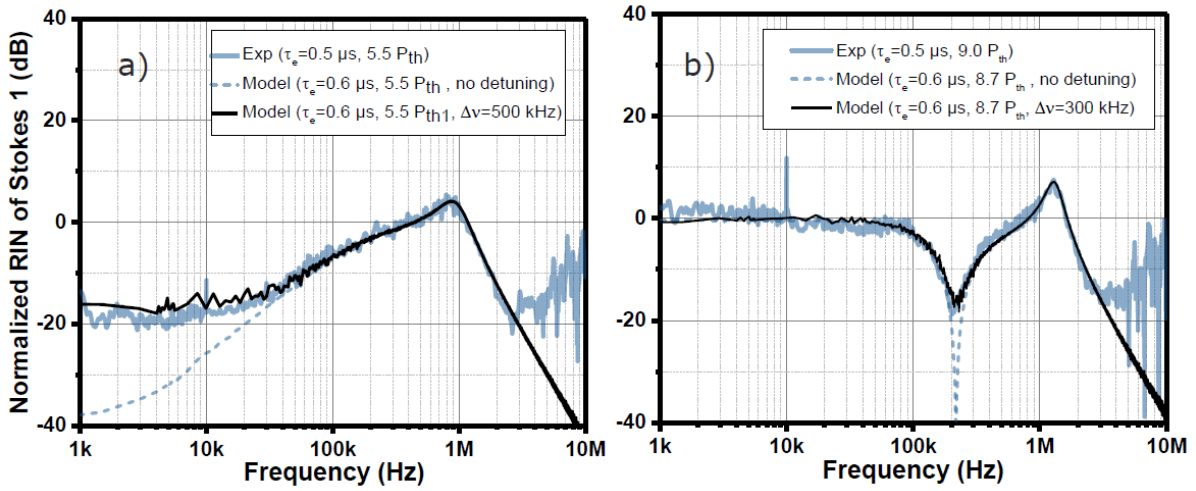 Normalized RIN of Stokes 1 (dB)
40
20
0
-20
-40
a)
Exp (τe=0.5 µs, 5.5 Pth)
Model (τe=0.6 µs, 5.5 Pth , no detuning)
Model (τe=0.6 µs, 5.5 Pth1, Δν=500 kHz)
1k 10k 100k 1M 10M
Frequency (Hz)
40
20
0
-20
-40
b)
Exp (τe=0.5 µs, 9.0 Pth)
Model (τe=0.6 µs, 8.7 Pth, no detuning)
Model (τe=0.6 µs, 8.7 Pth, Δν=300 kHz)
1k 10k 100k 1M 10M
Frequency (Hz)